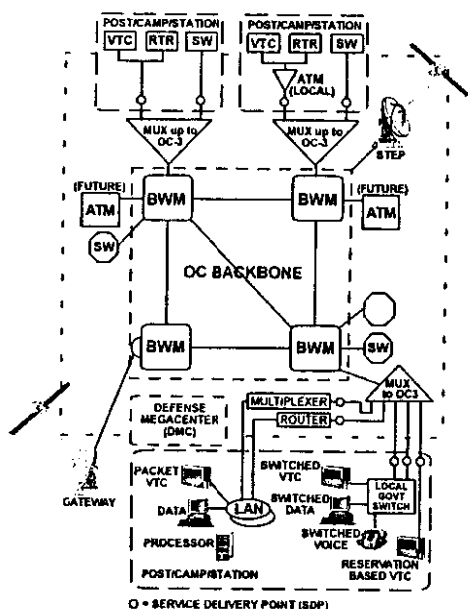 POST/CAMP/STATION
VTC RTR SW
POST/CAMP/STATION
VTC RTR SW
ATM
(LOCAL)
MUX up to
OC-3
MUX up to
OC-3
STEP
(FUTURE)
ATM
BWM
BWM
(FUTURE)
ATM
SW
OC BACKBONE
BWM
BWM
SW
MUX
to OC3
MULTIPLEXER
ROUTER
DEFENSE
MEGACENTER
(DMC)
GATEWAY
PACKET
VTC
DATA
LAN
PROCESSOR
SWITCHED
VTC
SWITCHED
DATA
SWITCHED
VOICE
LOCAL
GOVT
SWITCH
RESERVATION
BASED VTC
POST/CAMP/STATION
O = SERVICE DELIVERY POINT (SDP)